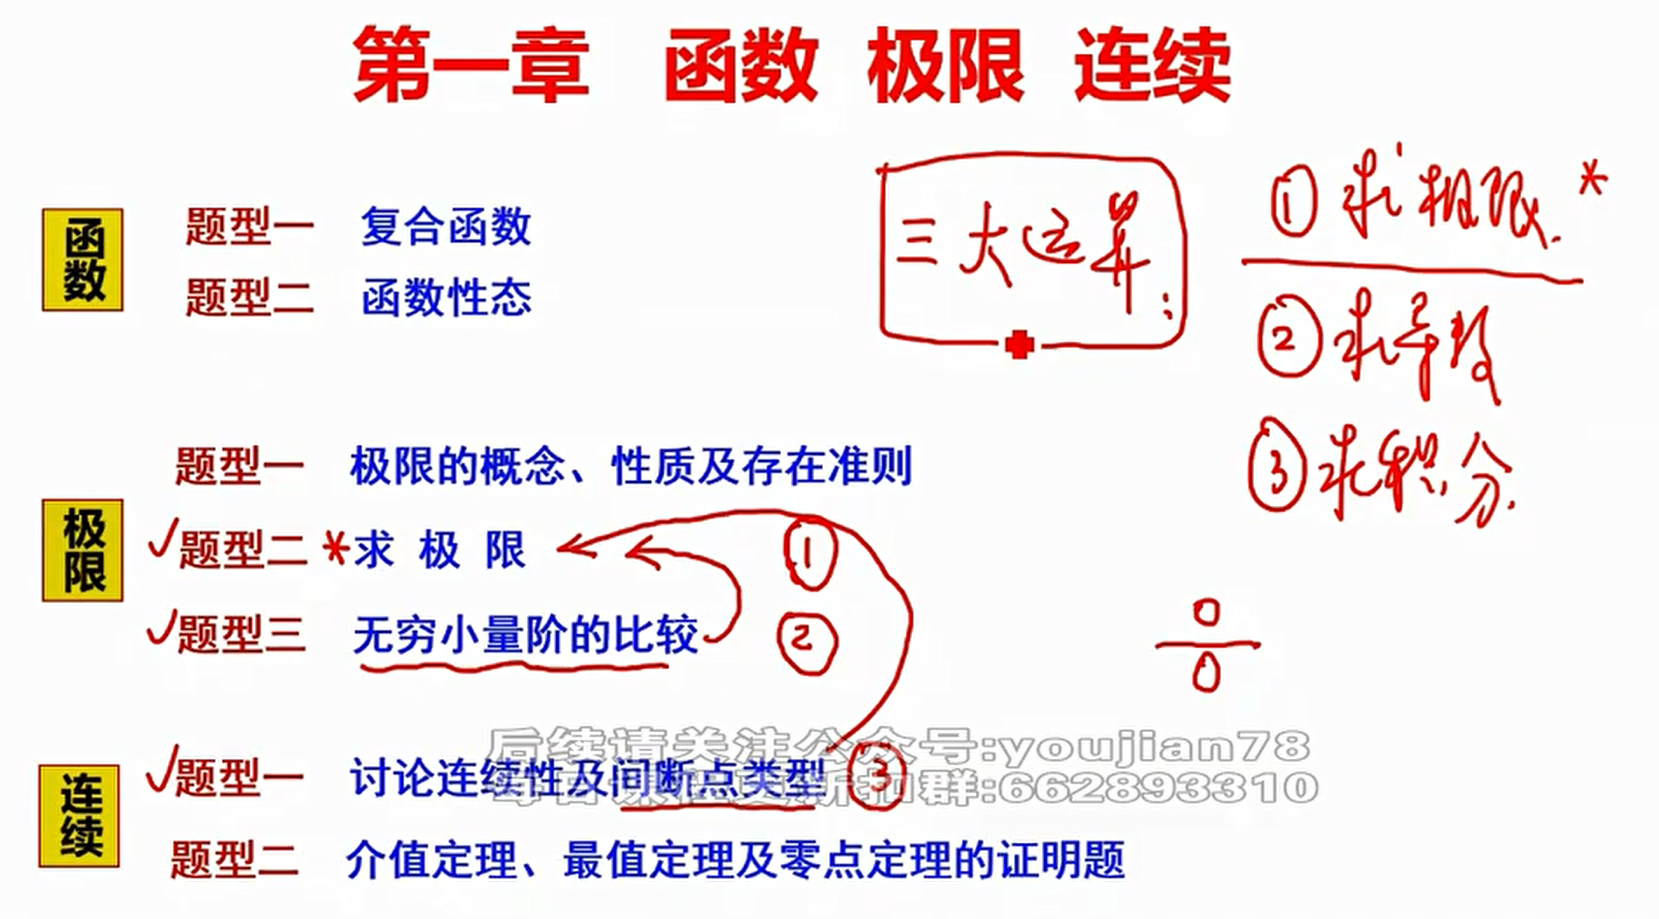 第一章 函数 极限 连续
函数
题型一 复合函数
题型二 函数性态
三大运算:
① 求极限. *
② 求导数
③ 求积分.
极限
题型一 极限的概念、性质及存在准则
✓题型二 *求 极 限 ①
✓题型三 无穷小量阶的比较 ②
0
0
后续请关注公众号:youjian78
连续
✓题型一 讨论连续性及间断点类型 ③
每日课程更新扣群:662893310
题型二 介值定理、最值定理及零点定理的证明题